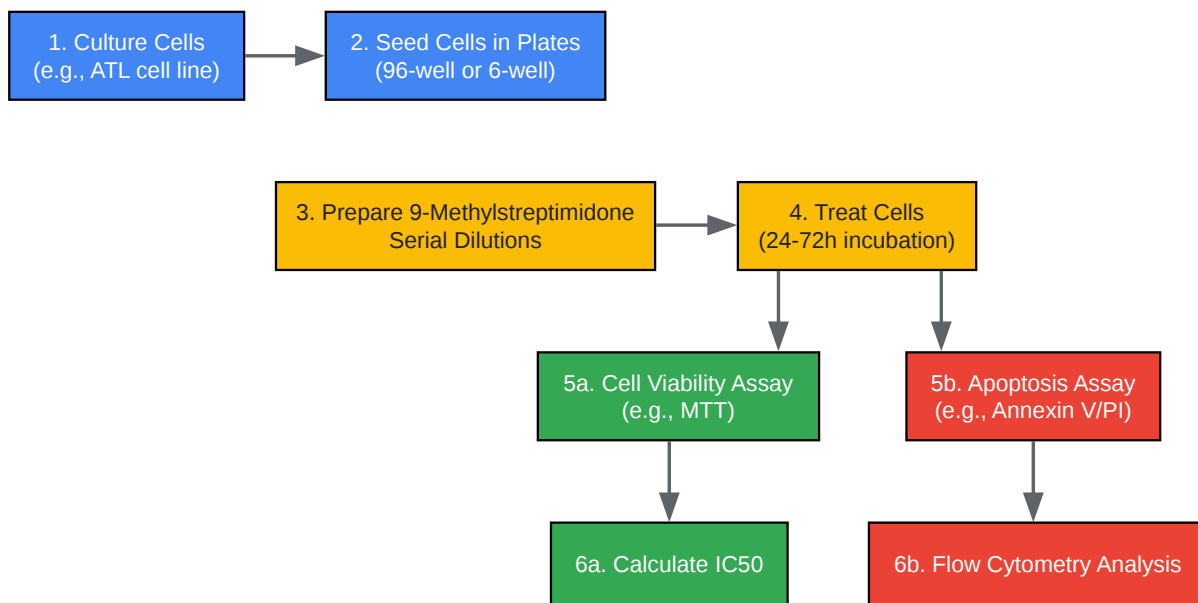 1. Culture Cells
(e.g., ATL cell line)
2. Seed Cells in Plates
(96-well or 6-well)
3. Prepare 9-Methylstreptimidone
Serial Dilutions
4. Treat Cells
(24-72h incubation)
5a. Cell Viability Assay
(e.g., MTT)
5b. Apoptosis Assay
(e.g., Annexin V/PI)
6a. Calculate IC50
6b. Flow Cytometry Analysis